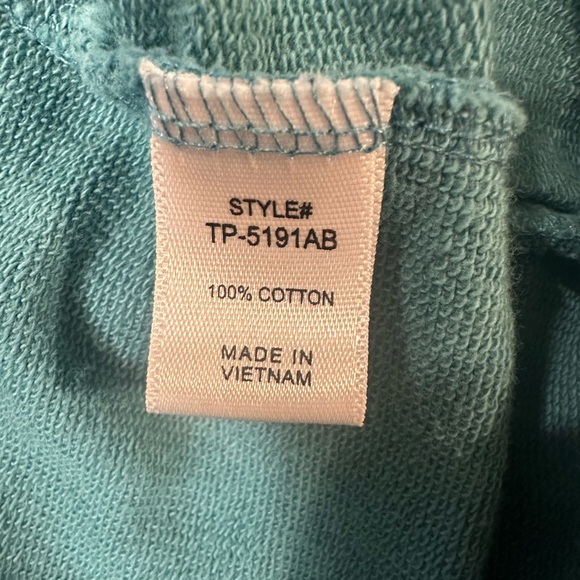 STYLE#
TP-5191AB
100% COTTON
MADE IN
VIETNAM